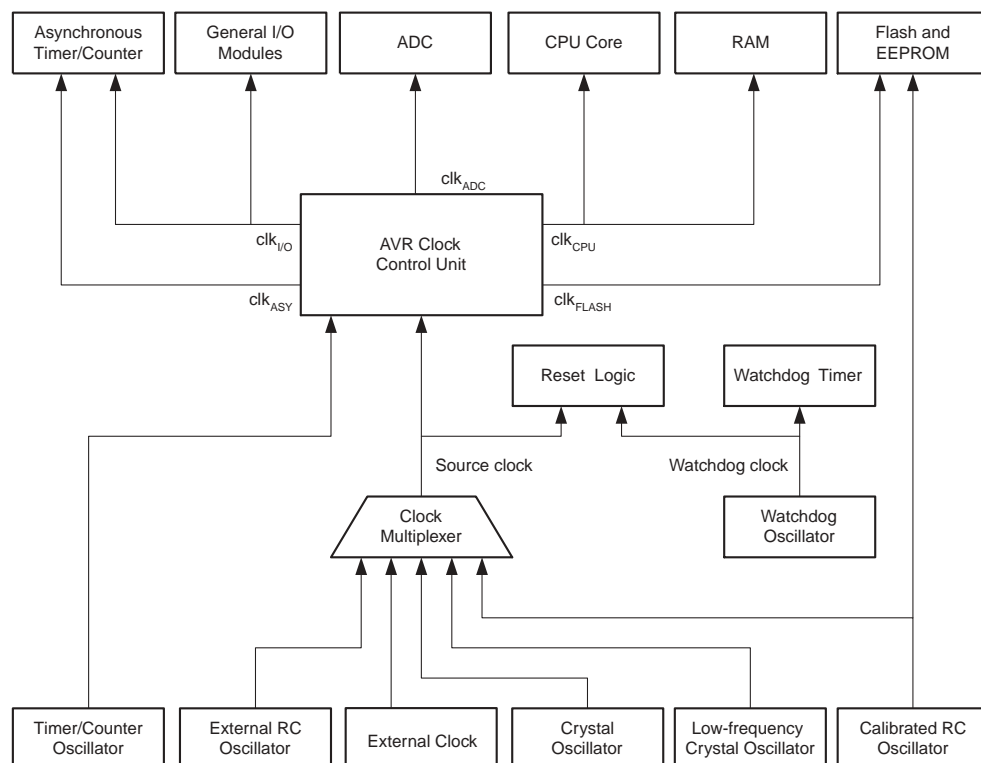 Asynchronous
Timer/Counter
General I/O
Modules
ADC
CPU Core
RAM
Flash and
EEPROM
clkADC
AVR Clock
Control Unit
clkI/O
clkCPU
clkASY
clkFLASH
Reset Logic
Watchdog Timer
Source clock
Watchdog clock
Clock
Multiplexer
Watchdog
Oscillator
Timer/Counter
Oscillator
External RC
Oscillator
External Clock
Crystal
Oscillator
Low-frequency
Crystal Oscillator
Calibrated RC
Oscillator